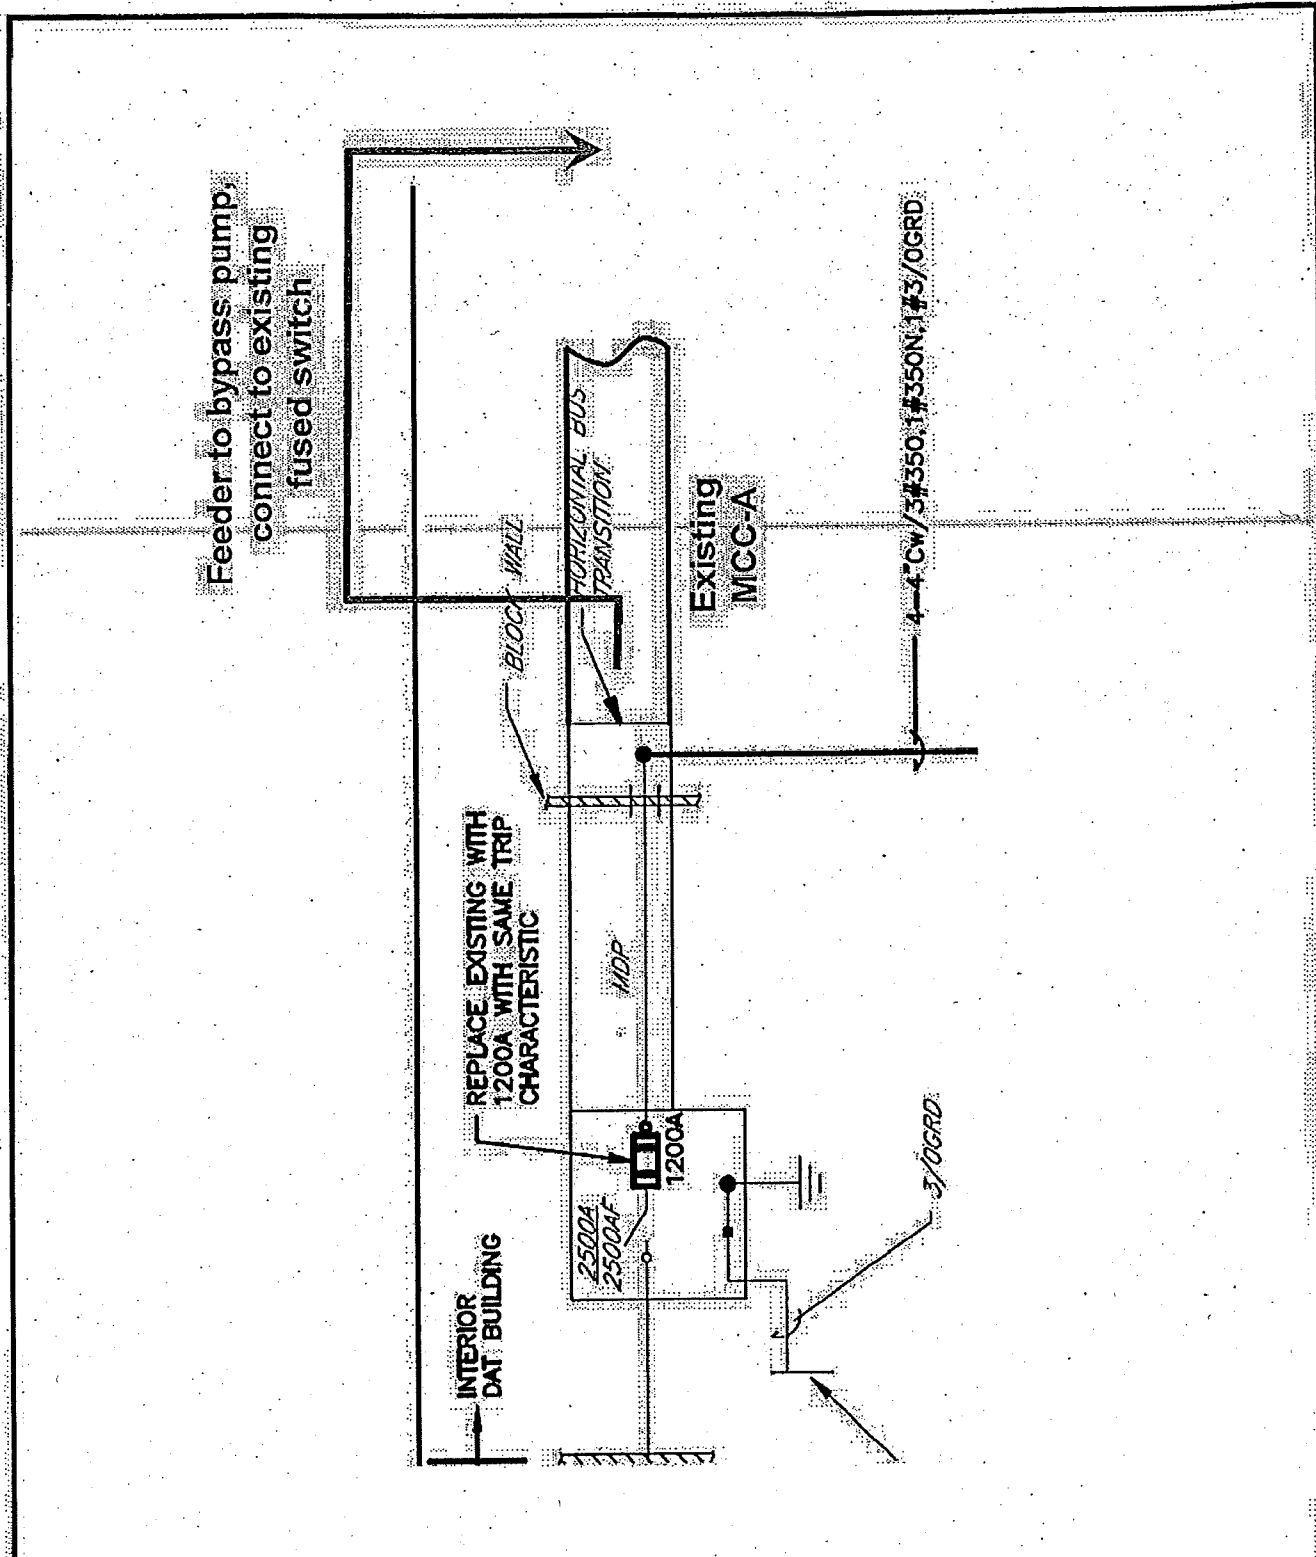 Feeder to bypass pump,
connect to existing
fused switch
BLOCK WALL
HORIZONTAL BUS
TRANSITION
Existing
MCC-A
4-4"CW/3#350,1#350N,1#3/0GRD
REPLACE EXISTING WITH
1200A WITH SAME TRIP
CHARACTERISTIC
MDP
INTERIOR
DAT BUILDING
2500A
2500AF
1200A
3/0GRD